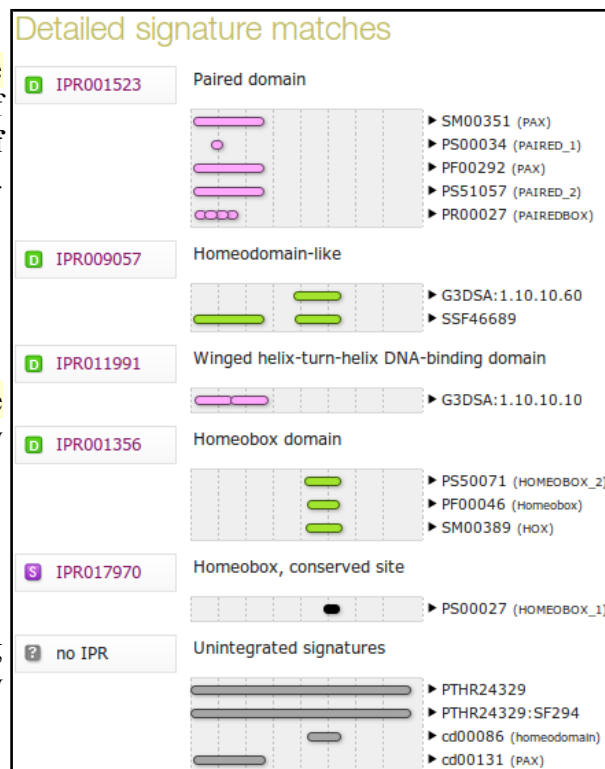 Detailed signature matches
D IPR001523 Paired domain
SM00351 (PAX)
PS00034 (PAIRED_1)
PF00292 (PAX)
PS51057 (PAIRED_2)
PR00027 (PAIREDBOX)
D IPR009057 Homeodomain-like
G3DSA:1.10.10.60
SSF46689
D IPR011991 Winged helix-turn-helix DNA-binding domain
G3DSA:1.10.10.10
D IPR001356 Homeobox domain
PS50071 (HOMEOBOX_2)
PF00046 (Homeobox)
SM00389 (HOX)
S IPR017970 Homeobox, conserved site
PS00027 (HOMEOBOX_1)
? no IPR Unintegrated signatures
PTHR24329
PTHR24329:SF294
cd00086 (homeodomain)
cd00131 (PAX)